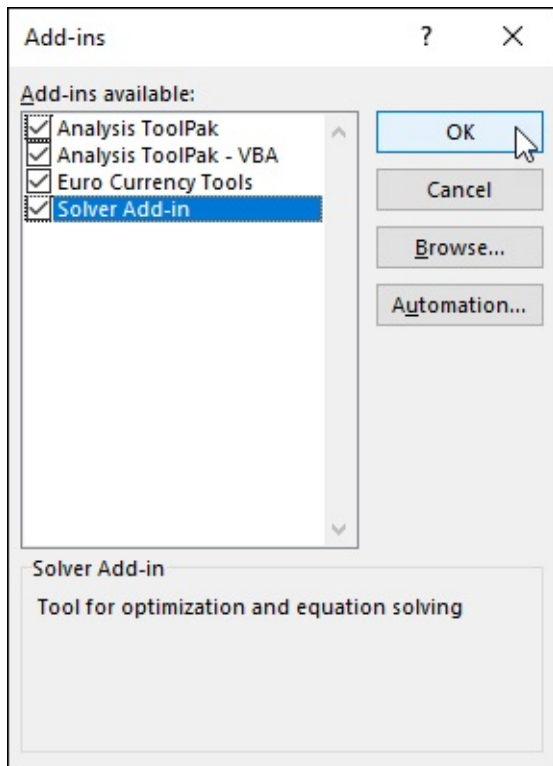 Add-ins
?
Add-ins available:
Analysis ToolPak
Analysis ToolPak - VBA
Euro Currency Tools
Solver Add-in
OK
Cancel
Browse...
Automation...
Solver Add-in
Tool for optimization and equation solving